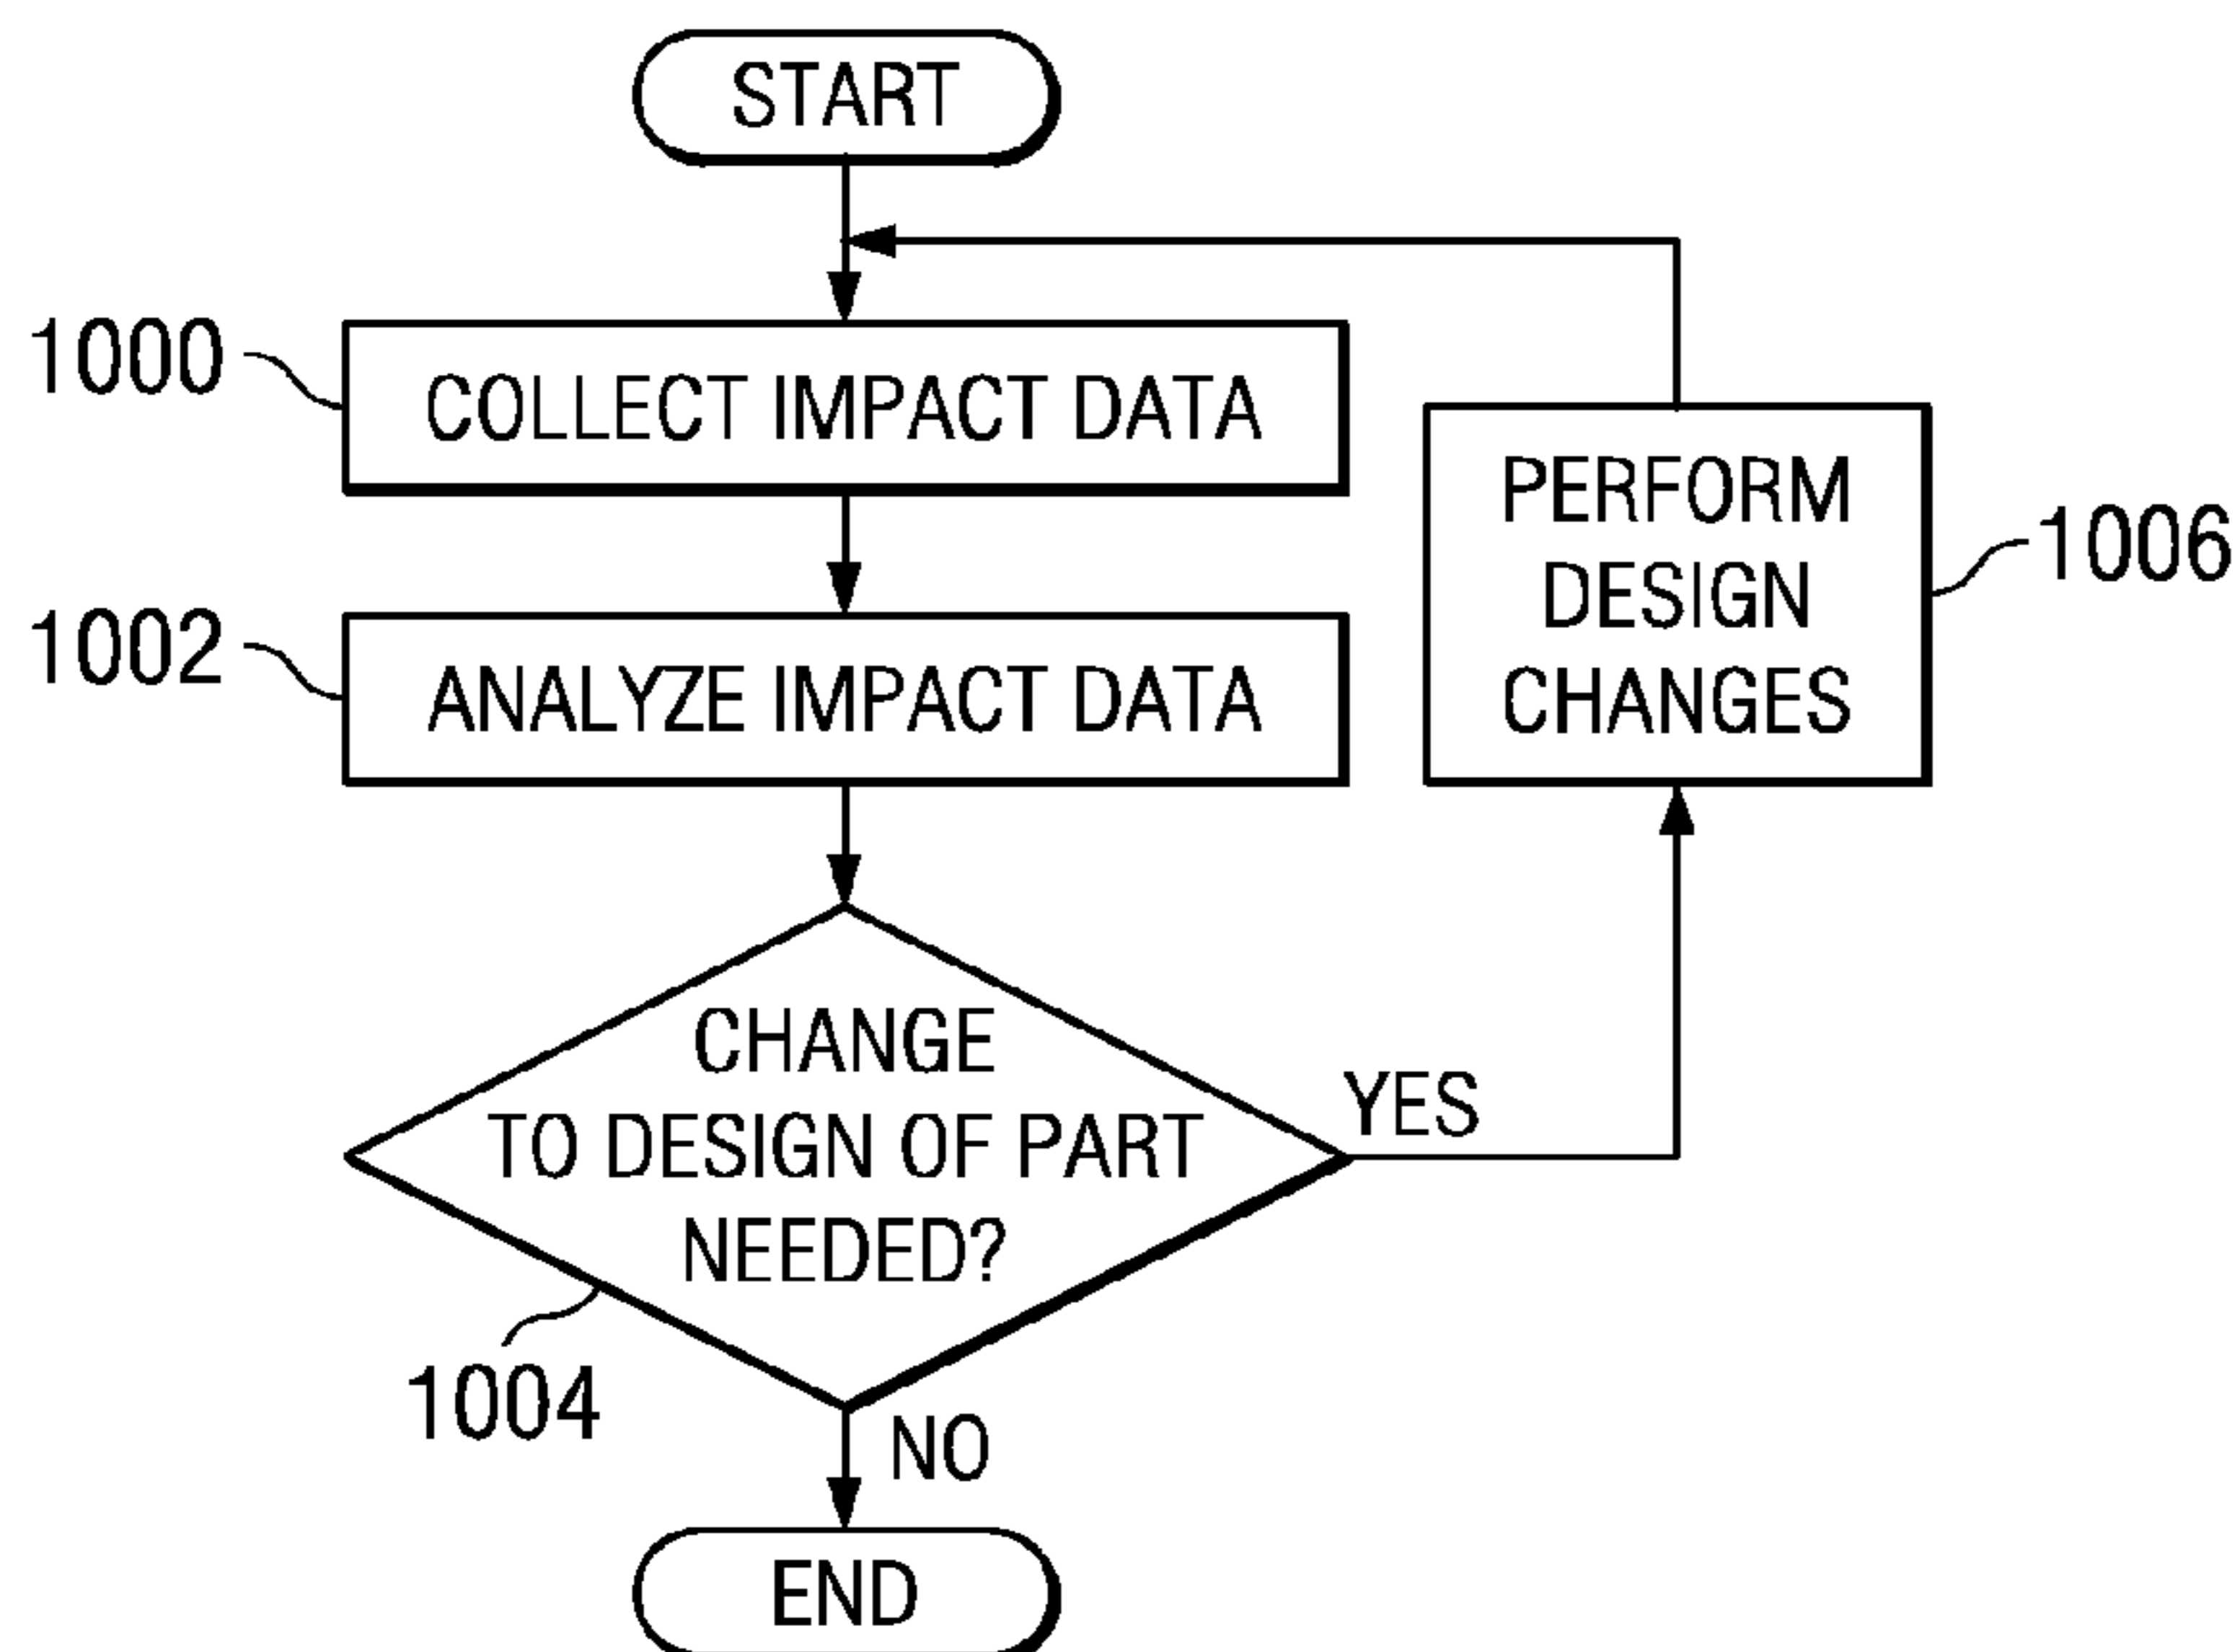 START
1000
COLLECT IMPACT DATA
1002
ANALYZE IMPACT DATA
PERFORM
DESIGN
CHANGES
1006
CHANGE
TO DESIGN OF PART
NEEDED?
YES
1004
NO
END